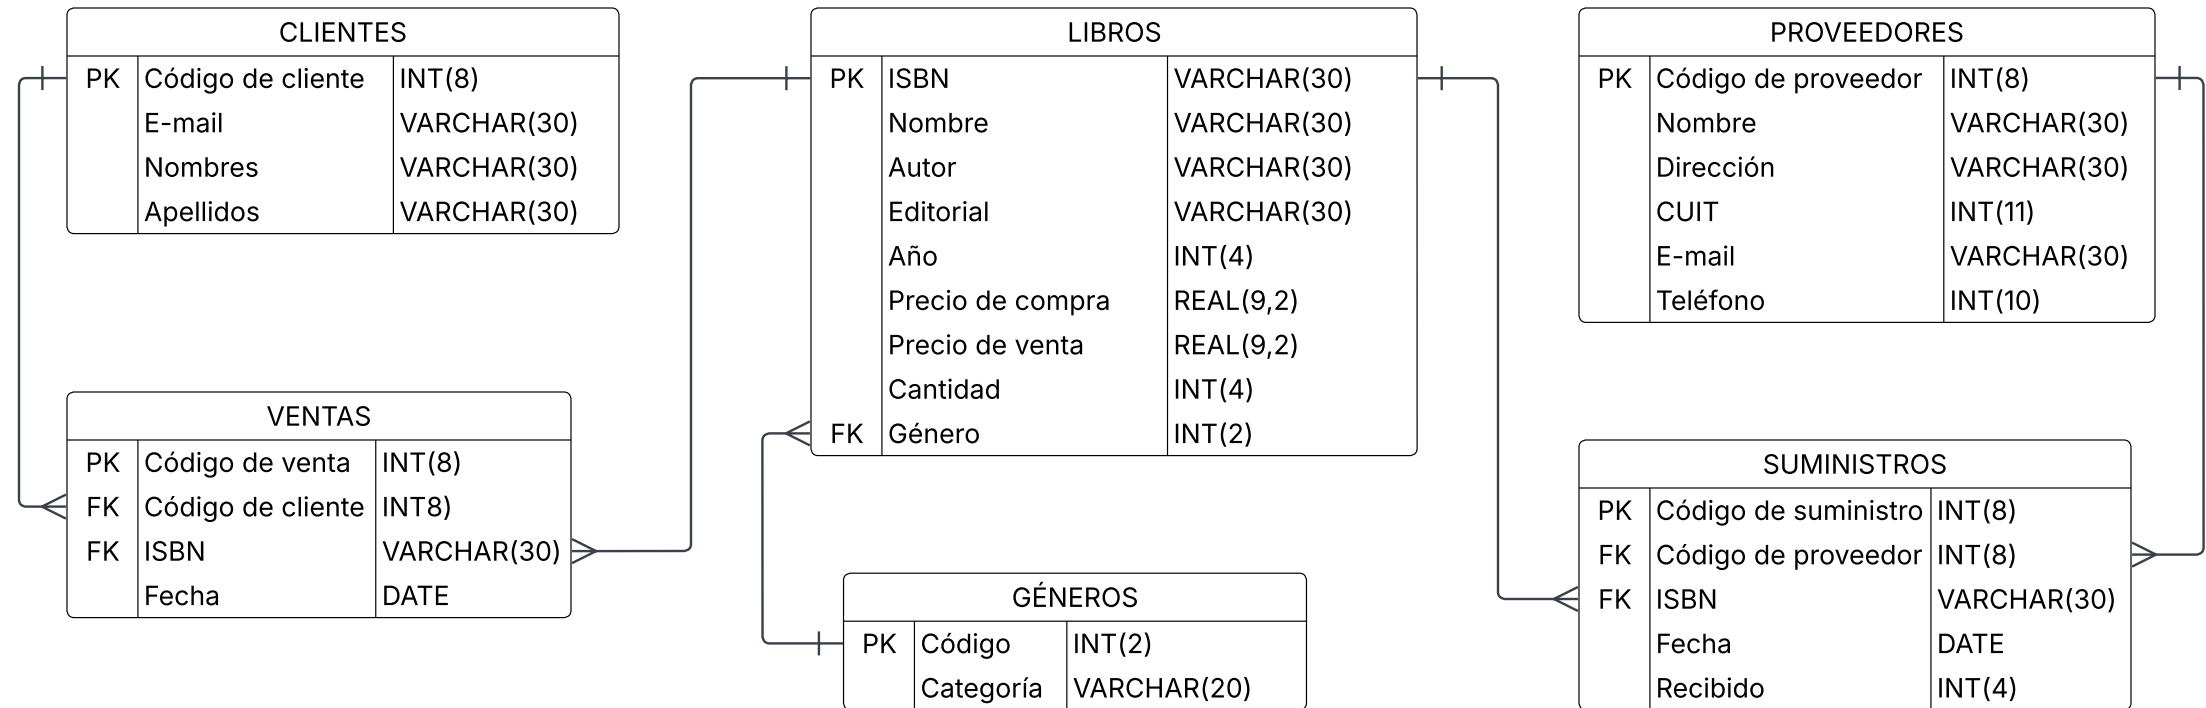 CLIENTES
PK Código de cliente INT(8)
E-mail VARCHAR(30)
Nombres VARCHAR(30)
Apellidos VARCHAR(30)
VENTAS
PK Código de venta INT(8)
FK Código de cliente INT8)
FK ISBN VARCHAR(30)
Fecha DATE
LIBROS
PK ISBN VARCHAR(30)
Nombre VARCHAR(30)
Autor VARCHAR(30)
Editorial VARCHAR(30)
Año INT(4)
Precio de compra REAL(9,2)
Precio de venta REAL(9,2)
Cantidad INT(4)
FK Género INT(2)
GÉNEROS
PK Código INT(2)
Categoría VARCHAR(20)
PROVEEDORES
PK Código de proveedor INT(8)
Nombre VARCHAR(30)
Dirección VARCHAR(30)
CUIT INT(11)
E-mail VARCHAR(30)
Teléfono INT(10)
SUMINISTROS
PK Código de suministro INT(8)
FK Código de proveedor INT(8)
FK ISBN VARCHAR(30)
Fecha DATE
Recibido INT(4)